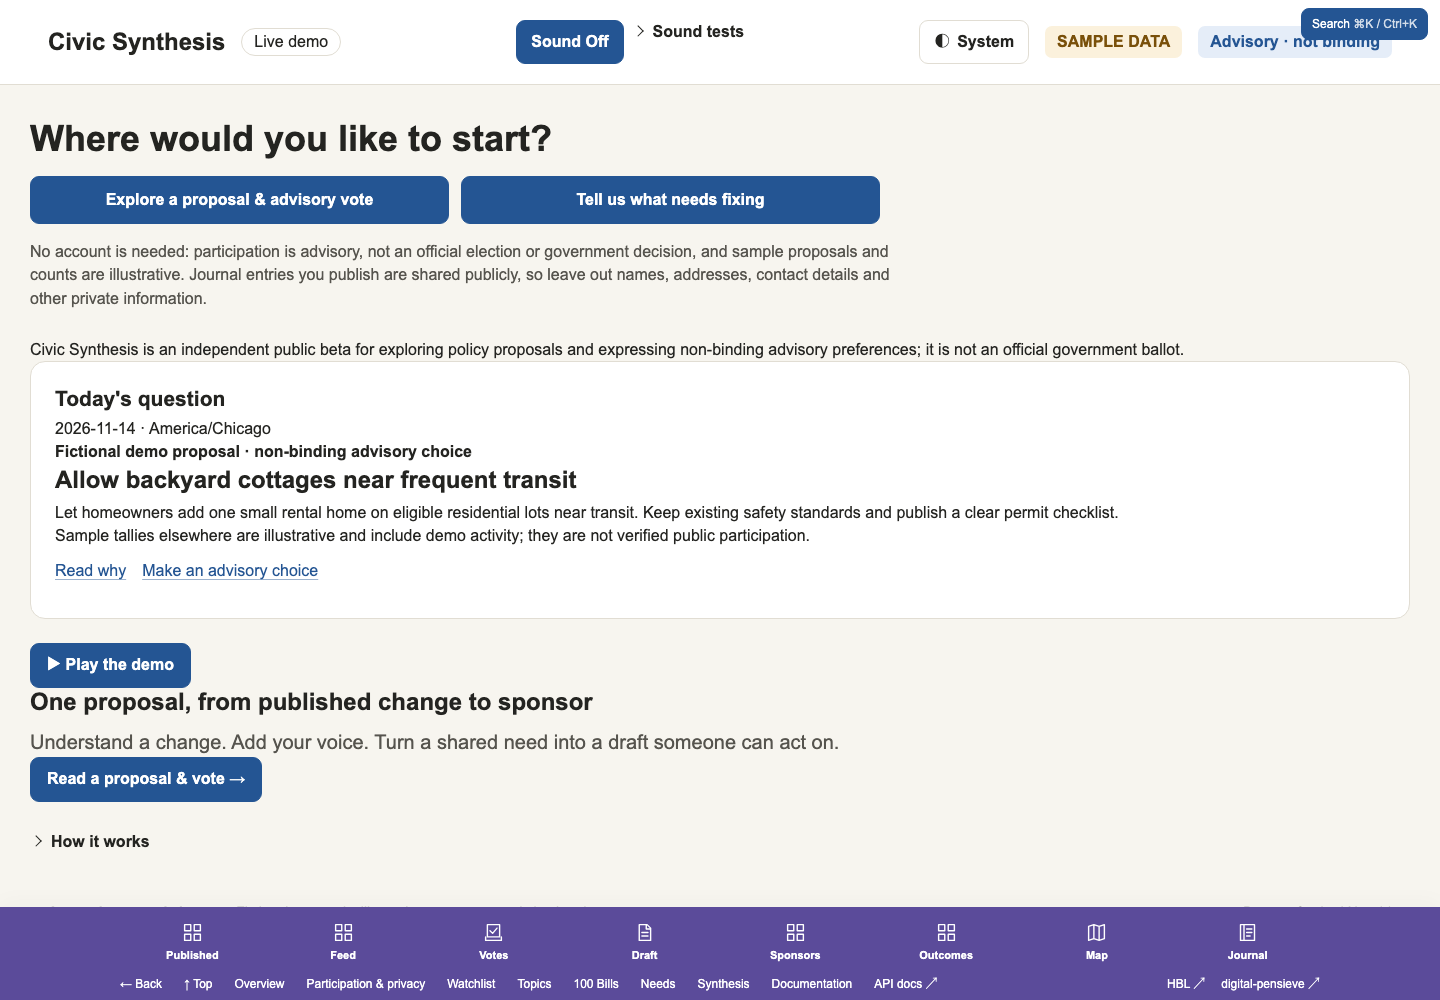 Civic Synthesis
Live demo
Sound Off
Sound tests
System
SAMPLE DATA
Advisory · not binding
Search ⌘K / Ctrl+K
Where would you like to start?
Explore a proposal & advisory vote
Tell us what needs fixing
No account is needed: participation is advisory, not an official election or government decision, and sample proposals and
counts are illustrative. Journal entries you publish are shared publicly, so leave out names, addresses, contact details and
other private information.
Civic Synthesis is an independent public beta for exploring policy proposals and expressing non-binding advisory preferences; it is not an official government ballot.
Today's question
2026-11-14 · America/Chicago
Fictional demo proposal · non-binding advisory choice
Allow backyard cottages near frequent transit
Let homeowners add one small rental home on eligible residential lots near transit. Keep existing safety standards and publish a clear permit checklist.
Sample tallies elsewhere are illustrative and include demo activity; they are not verified public participation.
Read why
Make an advisory choice
▶ Play the demo
One proposal, from published change to sponsor
Understand a change. Add your voice. Turn a shared need into a draft someone can act on.
Read a proposal & vote →
How it works
Published
Feed
Votes
Draft
Sponsors
Outcomes
Map
Journal
← Back
↑ Top
Overview
Participation & privacy
Watchlist
Topics
100 Bills
Needs
Synthesis
Documentation
API docs ↗
HBL ↗
digital-pensieve ↗